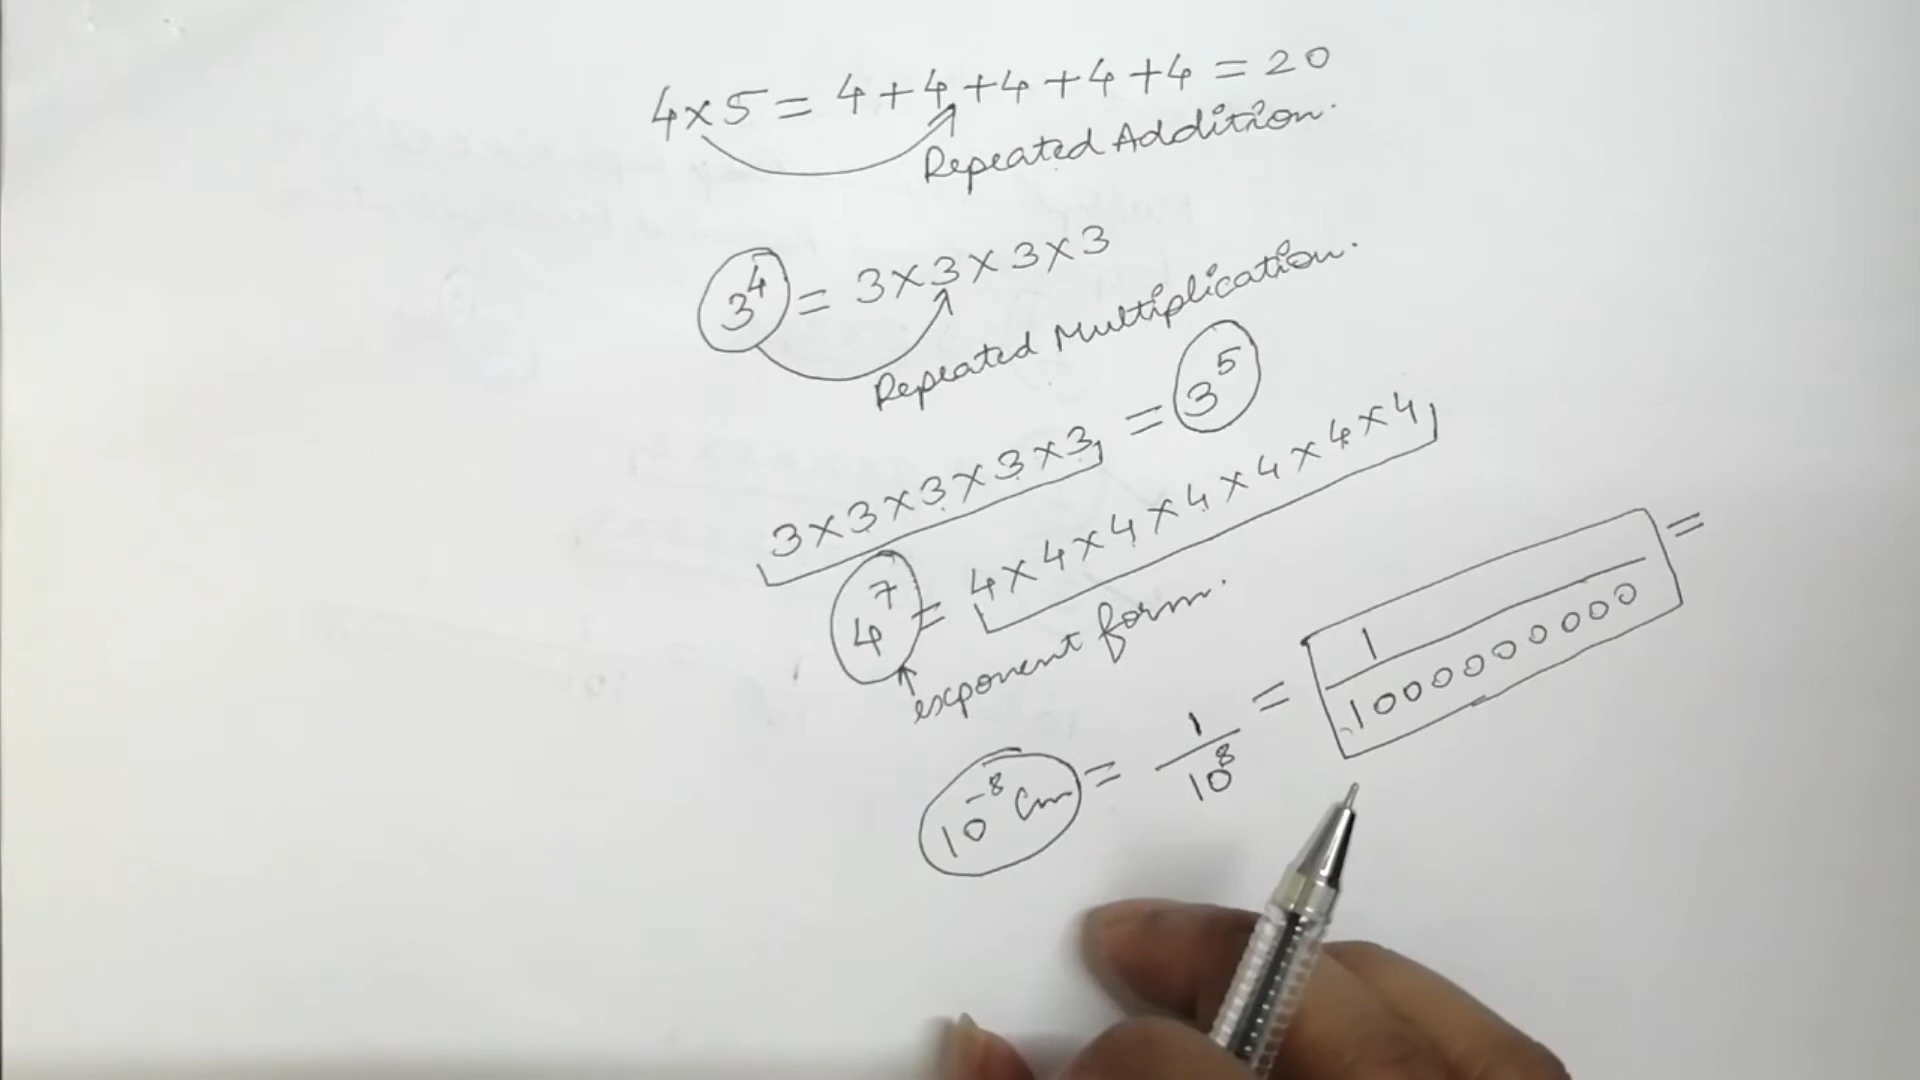 4×5 = 4+4+4+4+4 = 20
Repeated Addition.
3⁴ = 3×3×3×3
Repeated Multiplication.
3×3×3×3×3 = 3⁵
4⁷ = 4×4×4×4×4×4×4
exponent form.
10⁻⁸ Cm = 1/10⁸ = 1/1000000000 =